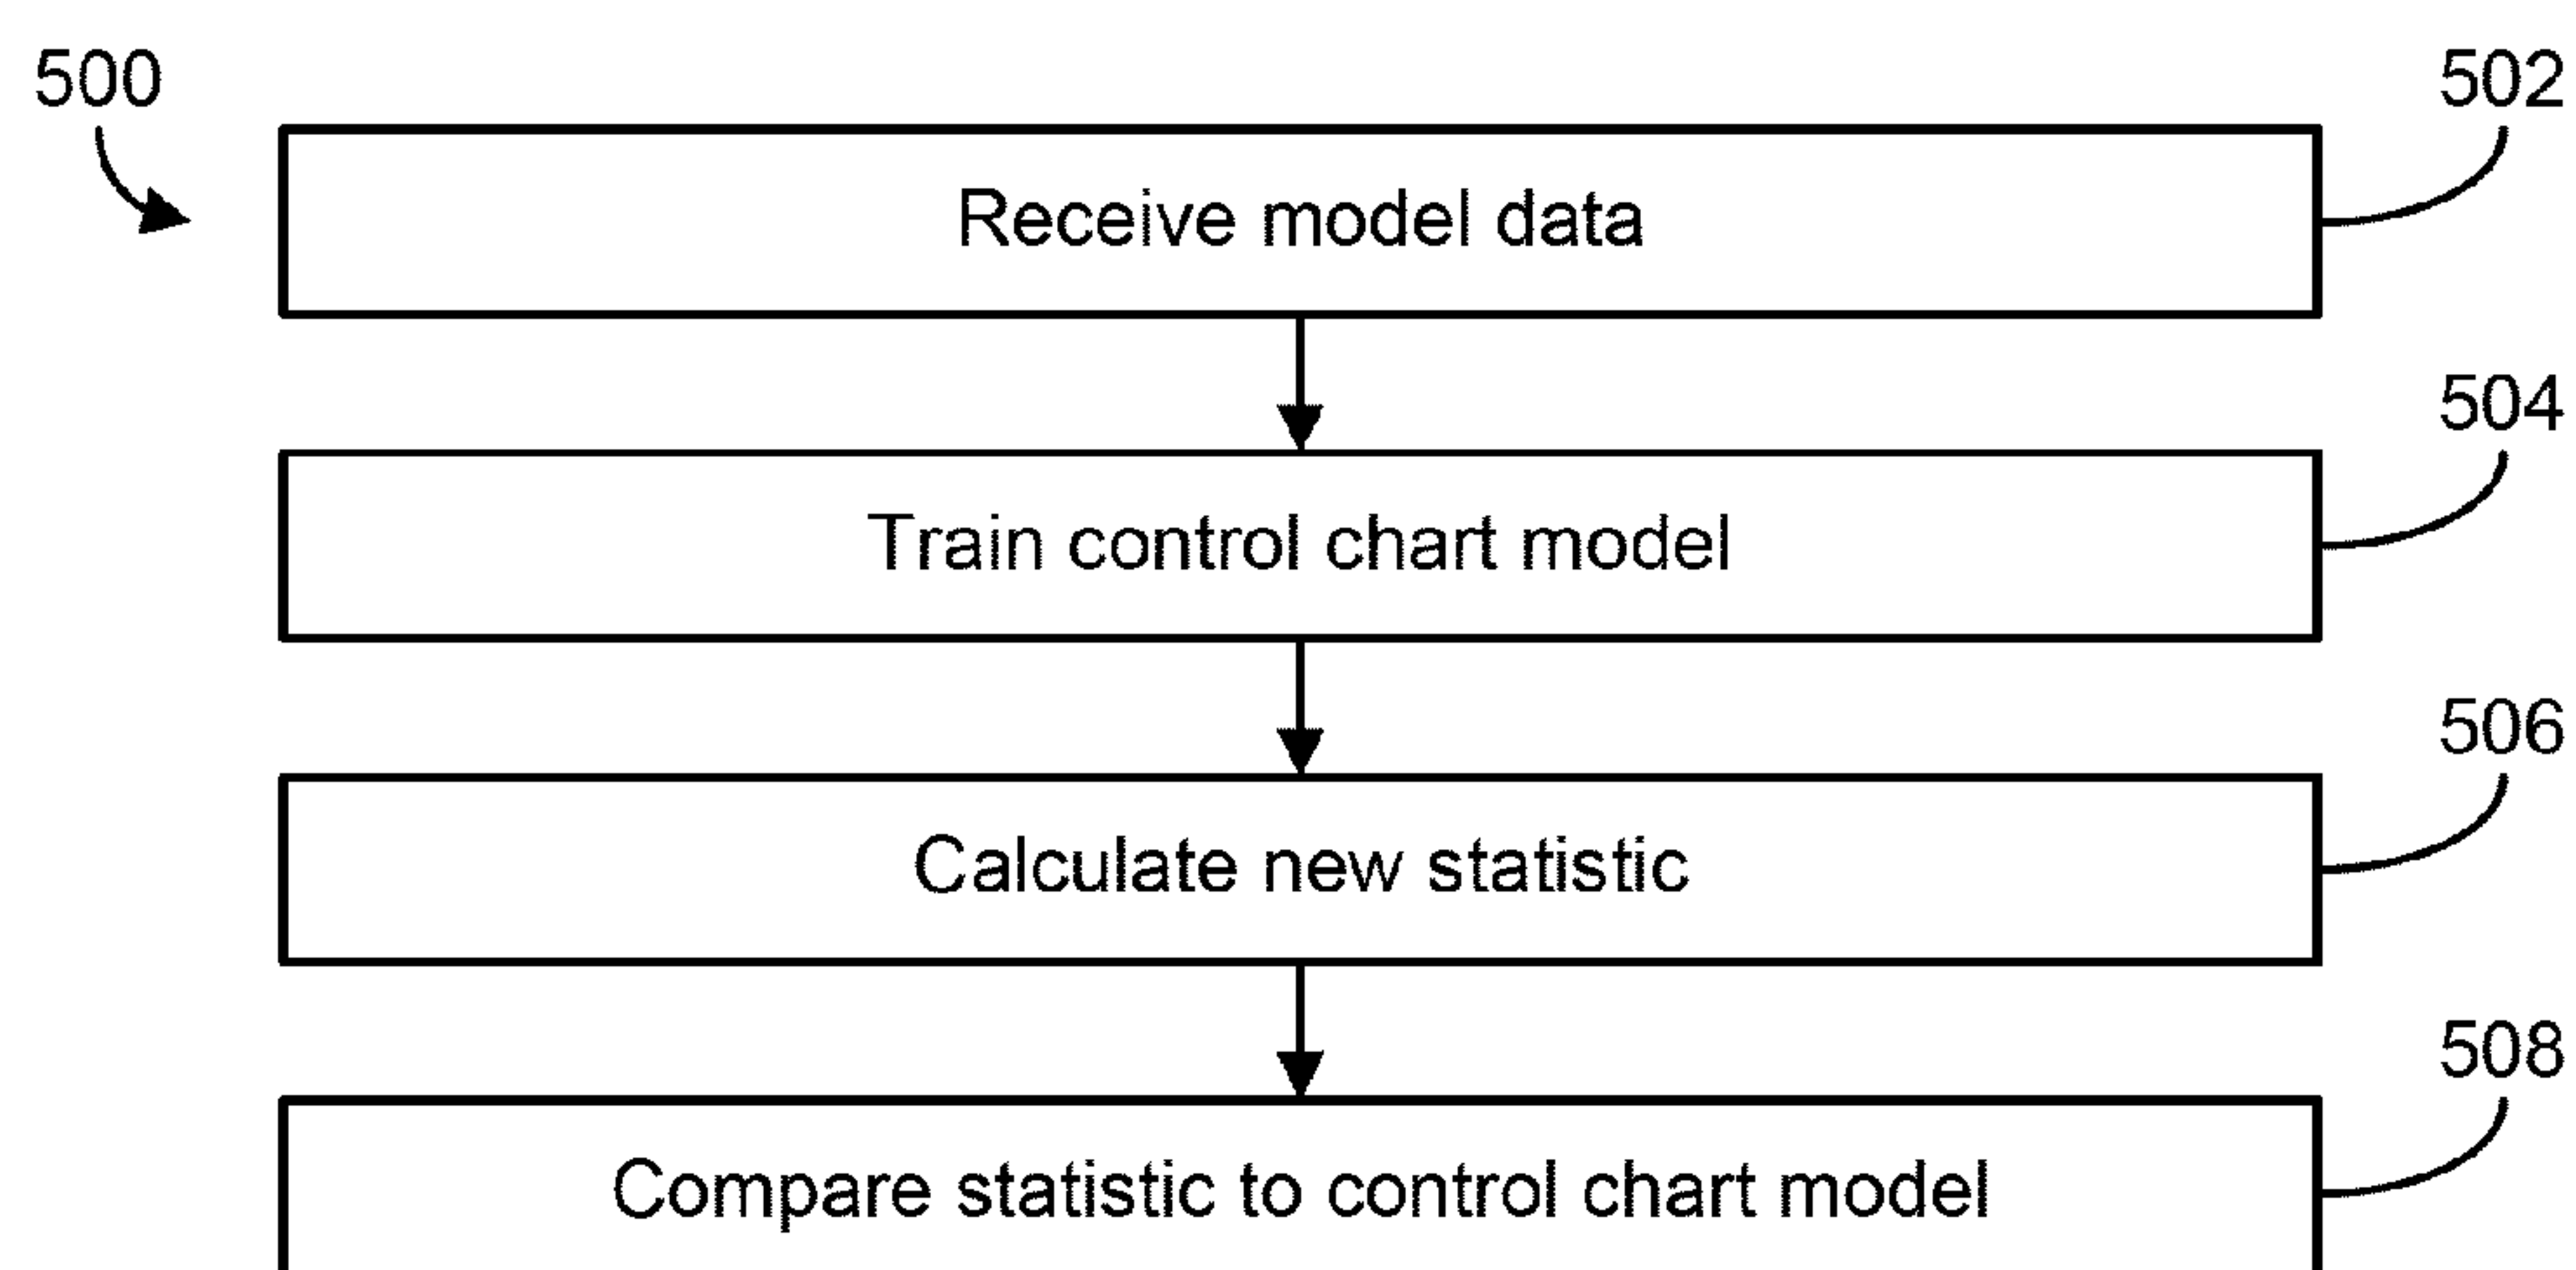 500
502
Receive model data
504
Train control chart model
506
Calculate new statistic
508
Compare statistic to control chart model